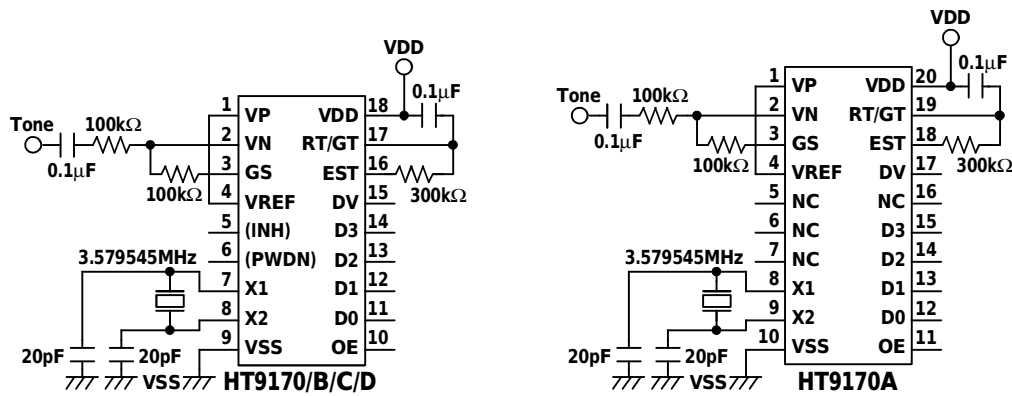 VDD
0.1μF
1 VP VDD 18
Tone 100kΩ 2 VN RT/GT 17
0.1μF 3 GS EST 16
100kΩ 4 VREF DV 15 300kΩ
5 (INH) D3 14
6 (PWDN) D2 13
3.579545MHz
7 X1 D1 12
8 X2 D0 11
9 VSS OE 10
20pF 20pF
VSS HT9170/B/C/D
VDD
0.1μF
1 VP VDD 20
Tone 100kΩ 2 VN RT/GT 19
0.1μF 3 GS EST 18
100kΩ 4 VREF DV 17 300kΩ
5 NC NC 16
6 NC D3 15
7 NC D2 14
3.579545MHz
8 X1 D1 13
9 X2 D0 12
10 VSS OE 11
20pF 20pF
VSS HT9170A